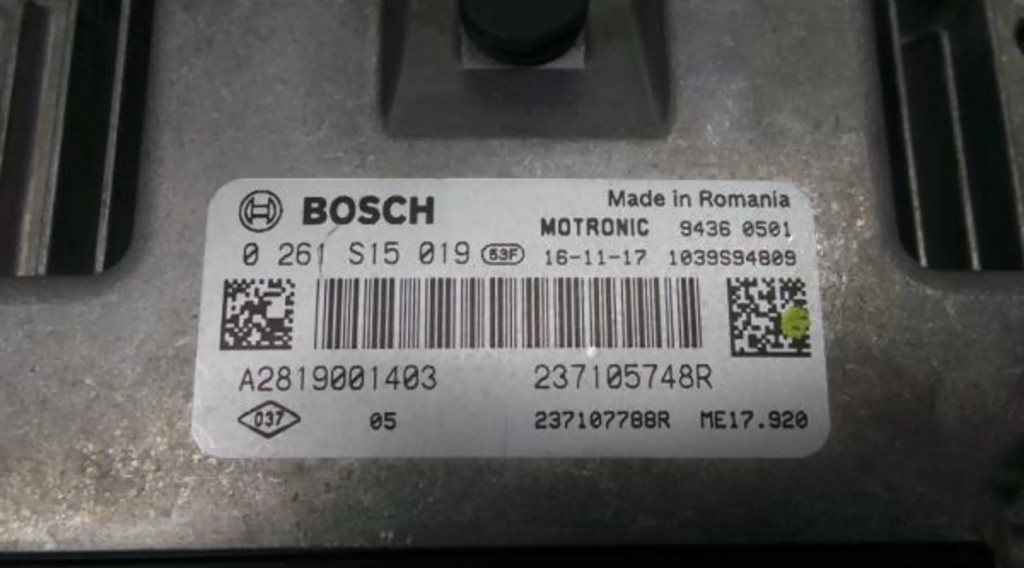 BOSCH Made in Romania
MOTRONIC 9436 0501
0 261 S15 019 53F 16-11-17 1039S94809
A2819001403 237105748R
037 05 237107788R ME17.920